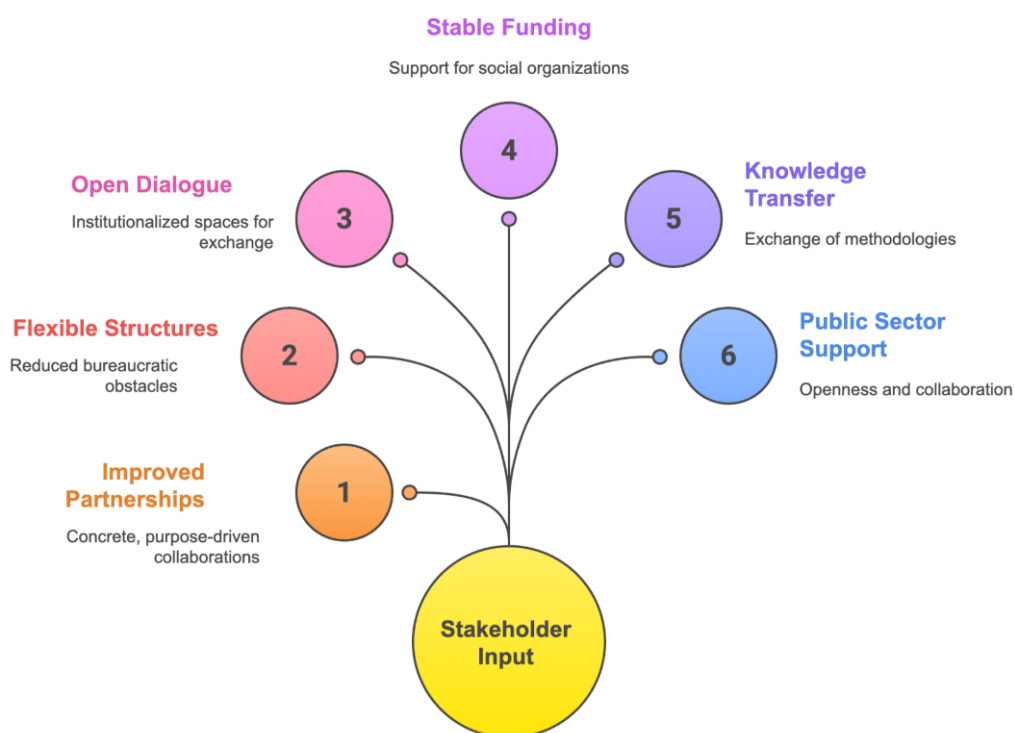 Stable Funding
Support for social organizations
4
Open Dialogue
Institutionalized spaces for
exchange
3
5
Knowledge
Transfer
Exchange of methodologies
Flexible Structures
Reduced bureaucratic
obstacles
2
6
Public Sector
Support
Openness and collaboration
Improved
Partnerships
Concrete, purpose-driven
collaborations
1
Stakeholder
Input